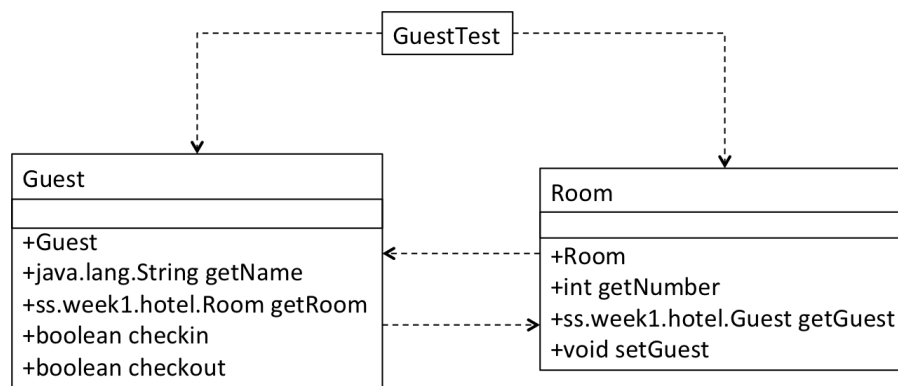 GuestTest
Guest
+Guest
+java.lang.String getName
+ss.week1.hotel.Room getRoom
+boolean checkin
+boolean checkout
Room
+Room
+int getNumber
+ss.week1.hotel.Guest getGuest
+void setGuest